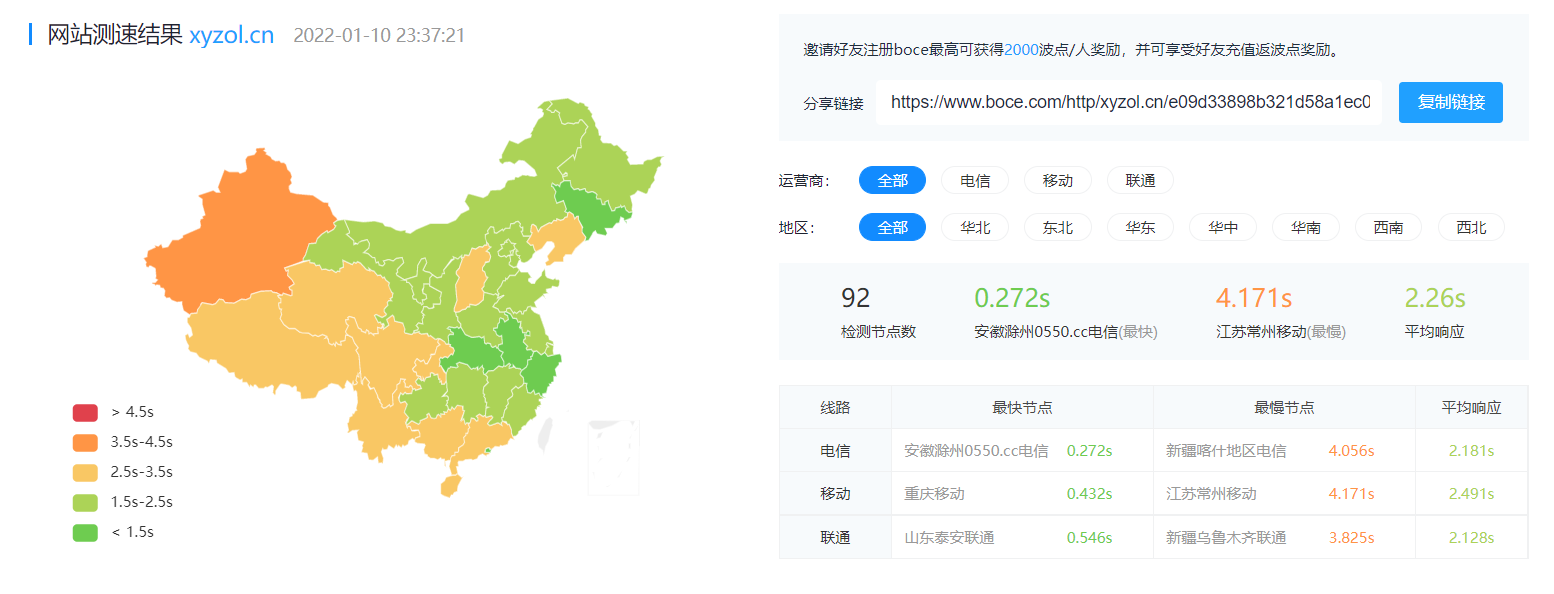 网站测速结果 xyzol.cn 2022-01-10 23:37:21
> 4.5s
3.5s-4.5s
2.5s-3.5s
1.5s-2.5s
< 1.5s
邀请好友注册boce最高可获得2000波点/人奖励，并可享受好友充值返波点奖励。
分享链接 https://www.boce.com/http/xyzol.cn/e09d33898b321d58a1ec0 复制链接
运营商： 全部 电信 移动 联通
地区： 全部 华北 东北 华东 华中 华南 西南 西北
92 0.272s 4.171s 2.26s
检测节点数 安徽滁州0550.cc电信(最快) 江苏常州移动(最慢) 平均响应
线路 最快节点 最慢节点 平均响应
电信 安徽滁州0550.cc电信 0.272s 新疆喀什地区电信 4.056s 2.181s
移动 重庆移动 0.432s 江苏常州移动 4.171s 2.491s
联通 山东泰安联通 0.546s 新疆乌鲁木齐联通 3.825s 2.128s